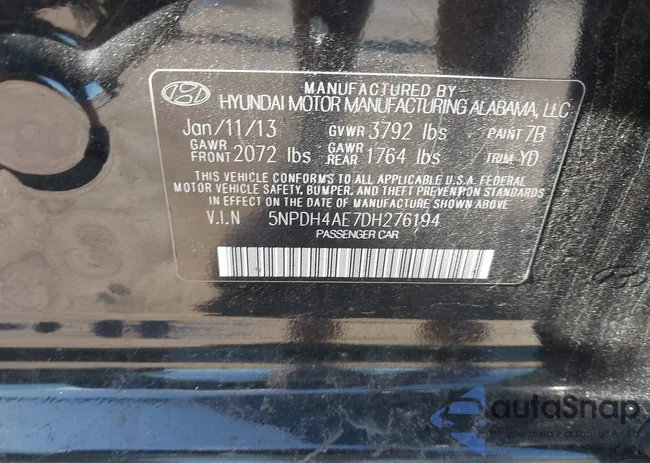 MANUFACTURED BY
HYUNDAI MOTOR MANUFACTURING ALABAMA, LLC
Jan/11/13 GVWR 3792 lbs PAINT 7B
GAWR FRONT 2072 lbs GAWR .REAR 1764 lbs TRIM YD
THIS VEHICLE CONFORMS TO ALL APPLICABLE U.S.A. FEDERAL
MOTOR VEHICLE SAFETY, BUMPER, AND THEFT PREVENTION STANDARDS
IN EFFECT ON THE DATE OF MANUFACTURE SHOWN ABOVE
V.I.N 5NPDH4AE7DH276194
PASSENGER CAR
autoSnap